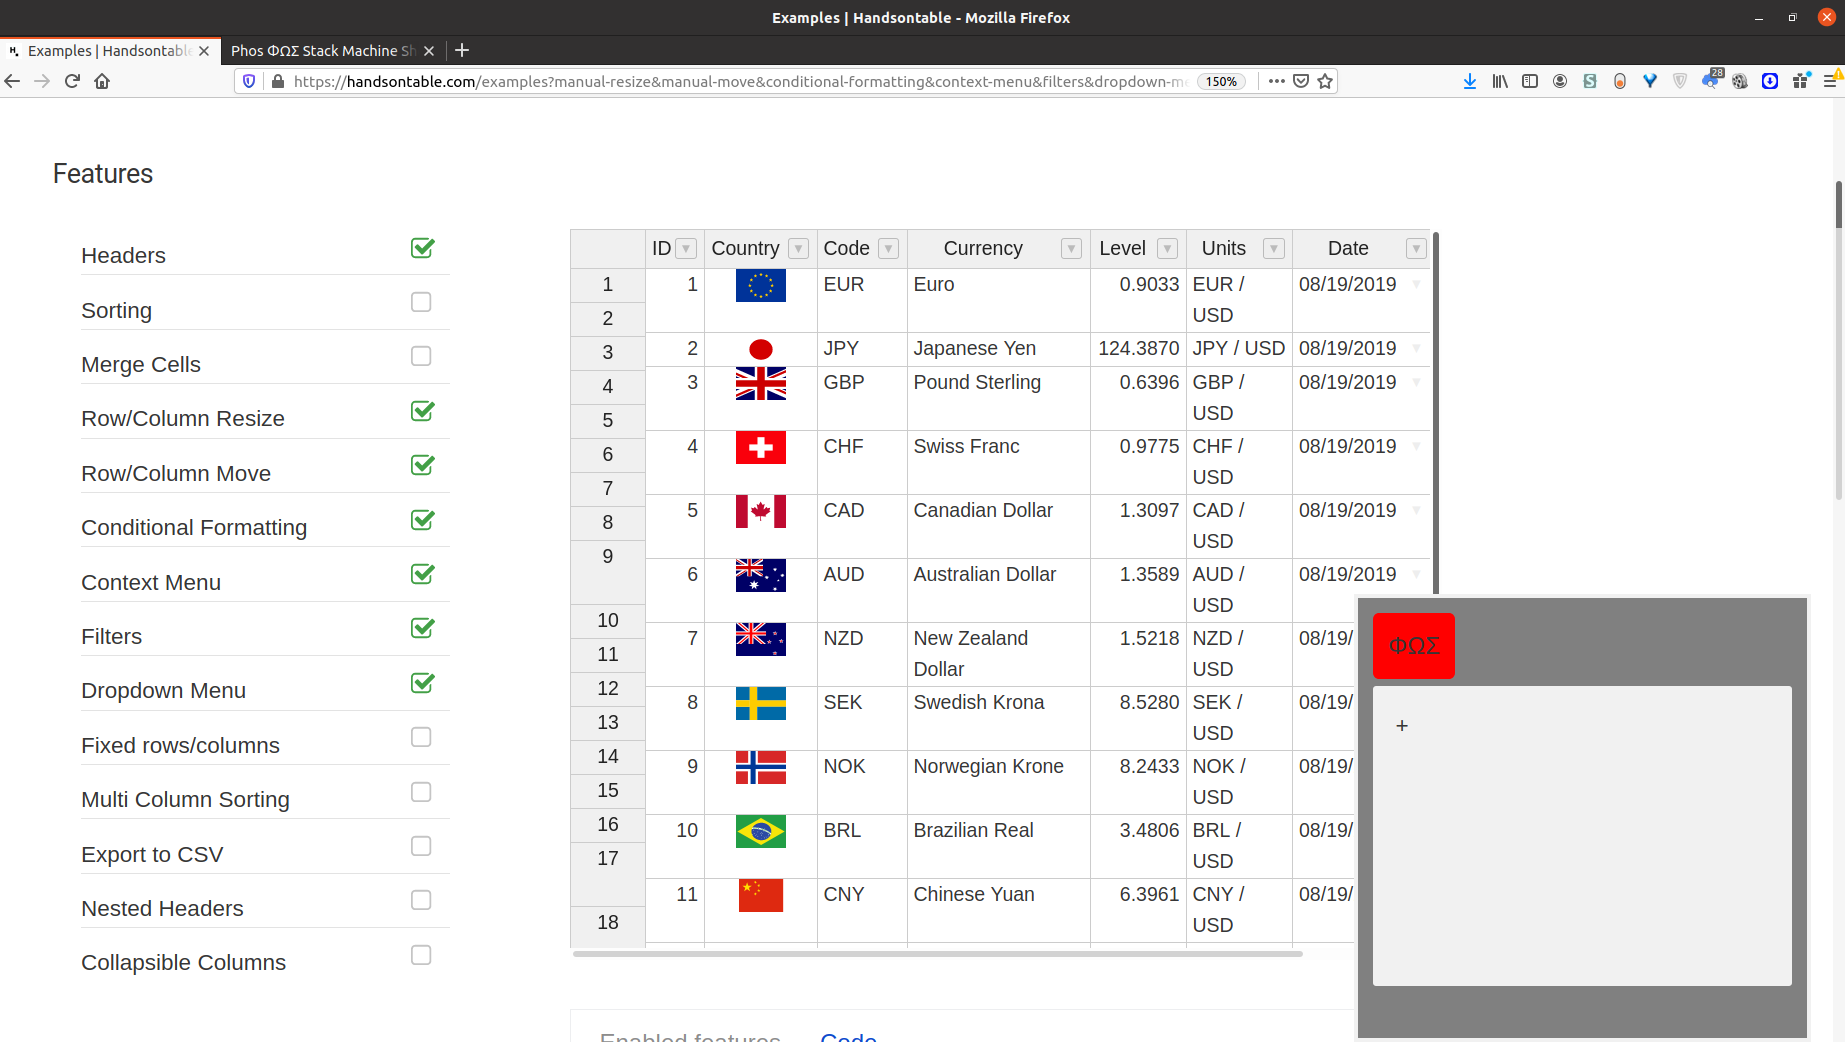 Examples | Handsontable - Mozilla Firefox
Examples | Handsontable
Phos ΦΩΣ Stack Machine Sh
https://handsontable.com/examples?manual-resize&manual-move&conditional-formatting&context-menu&filters&dropdown-m
150%
28
Features
Headers
Sorting
Merge Cells
Row/Column Resize
Row/Column Move
Conditional Formatting
Context Menu
Filters
Dropdown Menu
Fixed rows/columns
Multi Column Sorting
Export to CSV
Nested Headers
Collapsible Columns
ID Country Code Currency Level Units Date
1
2
3
4
5
6
7
8
9
10
11
12
13
14
15
16
17
18
1 EUR Euro 0.9033 EUR / 08/19/2019
USD
2 JPY Japanese Yen 124.3870 JPY / USD 08/19/2019
3 GBP Pound Sterling 0.6396 GBP / 08/19/2019
USD
4 CHF Swiss Franc 0.9775 CHF / 08/19/2019
USD
5 CAD Canadian Dollar 1.3097 CAD / 08/19/2019
USD
6 AUD Australian Dollar 1.3589 AUD / 08/19/2019
USD
7 NZD New Zealand 1.5218 NZD / 08/19/
Dollar USD
8 SEK Swedish Krona 8.5280 SEK / 08/19/
USD
9 NOK Norwegian Krone 8.2433 NOK / 08/19/
USD
10 BRL Brazilian Real 3.4806 BRL / 08/19/
USD
11 CNY Chinese Yuan 6.3961 CNY / 08/19/
USD
ΦΩΣ
+
Enabled features Code